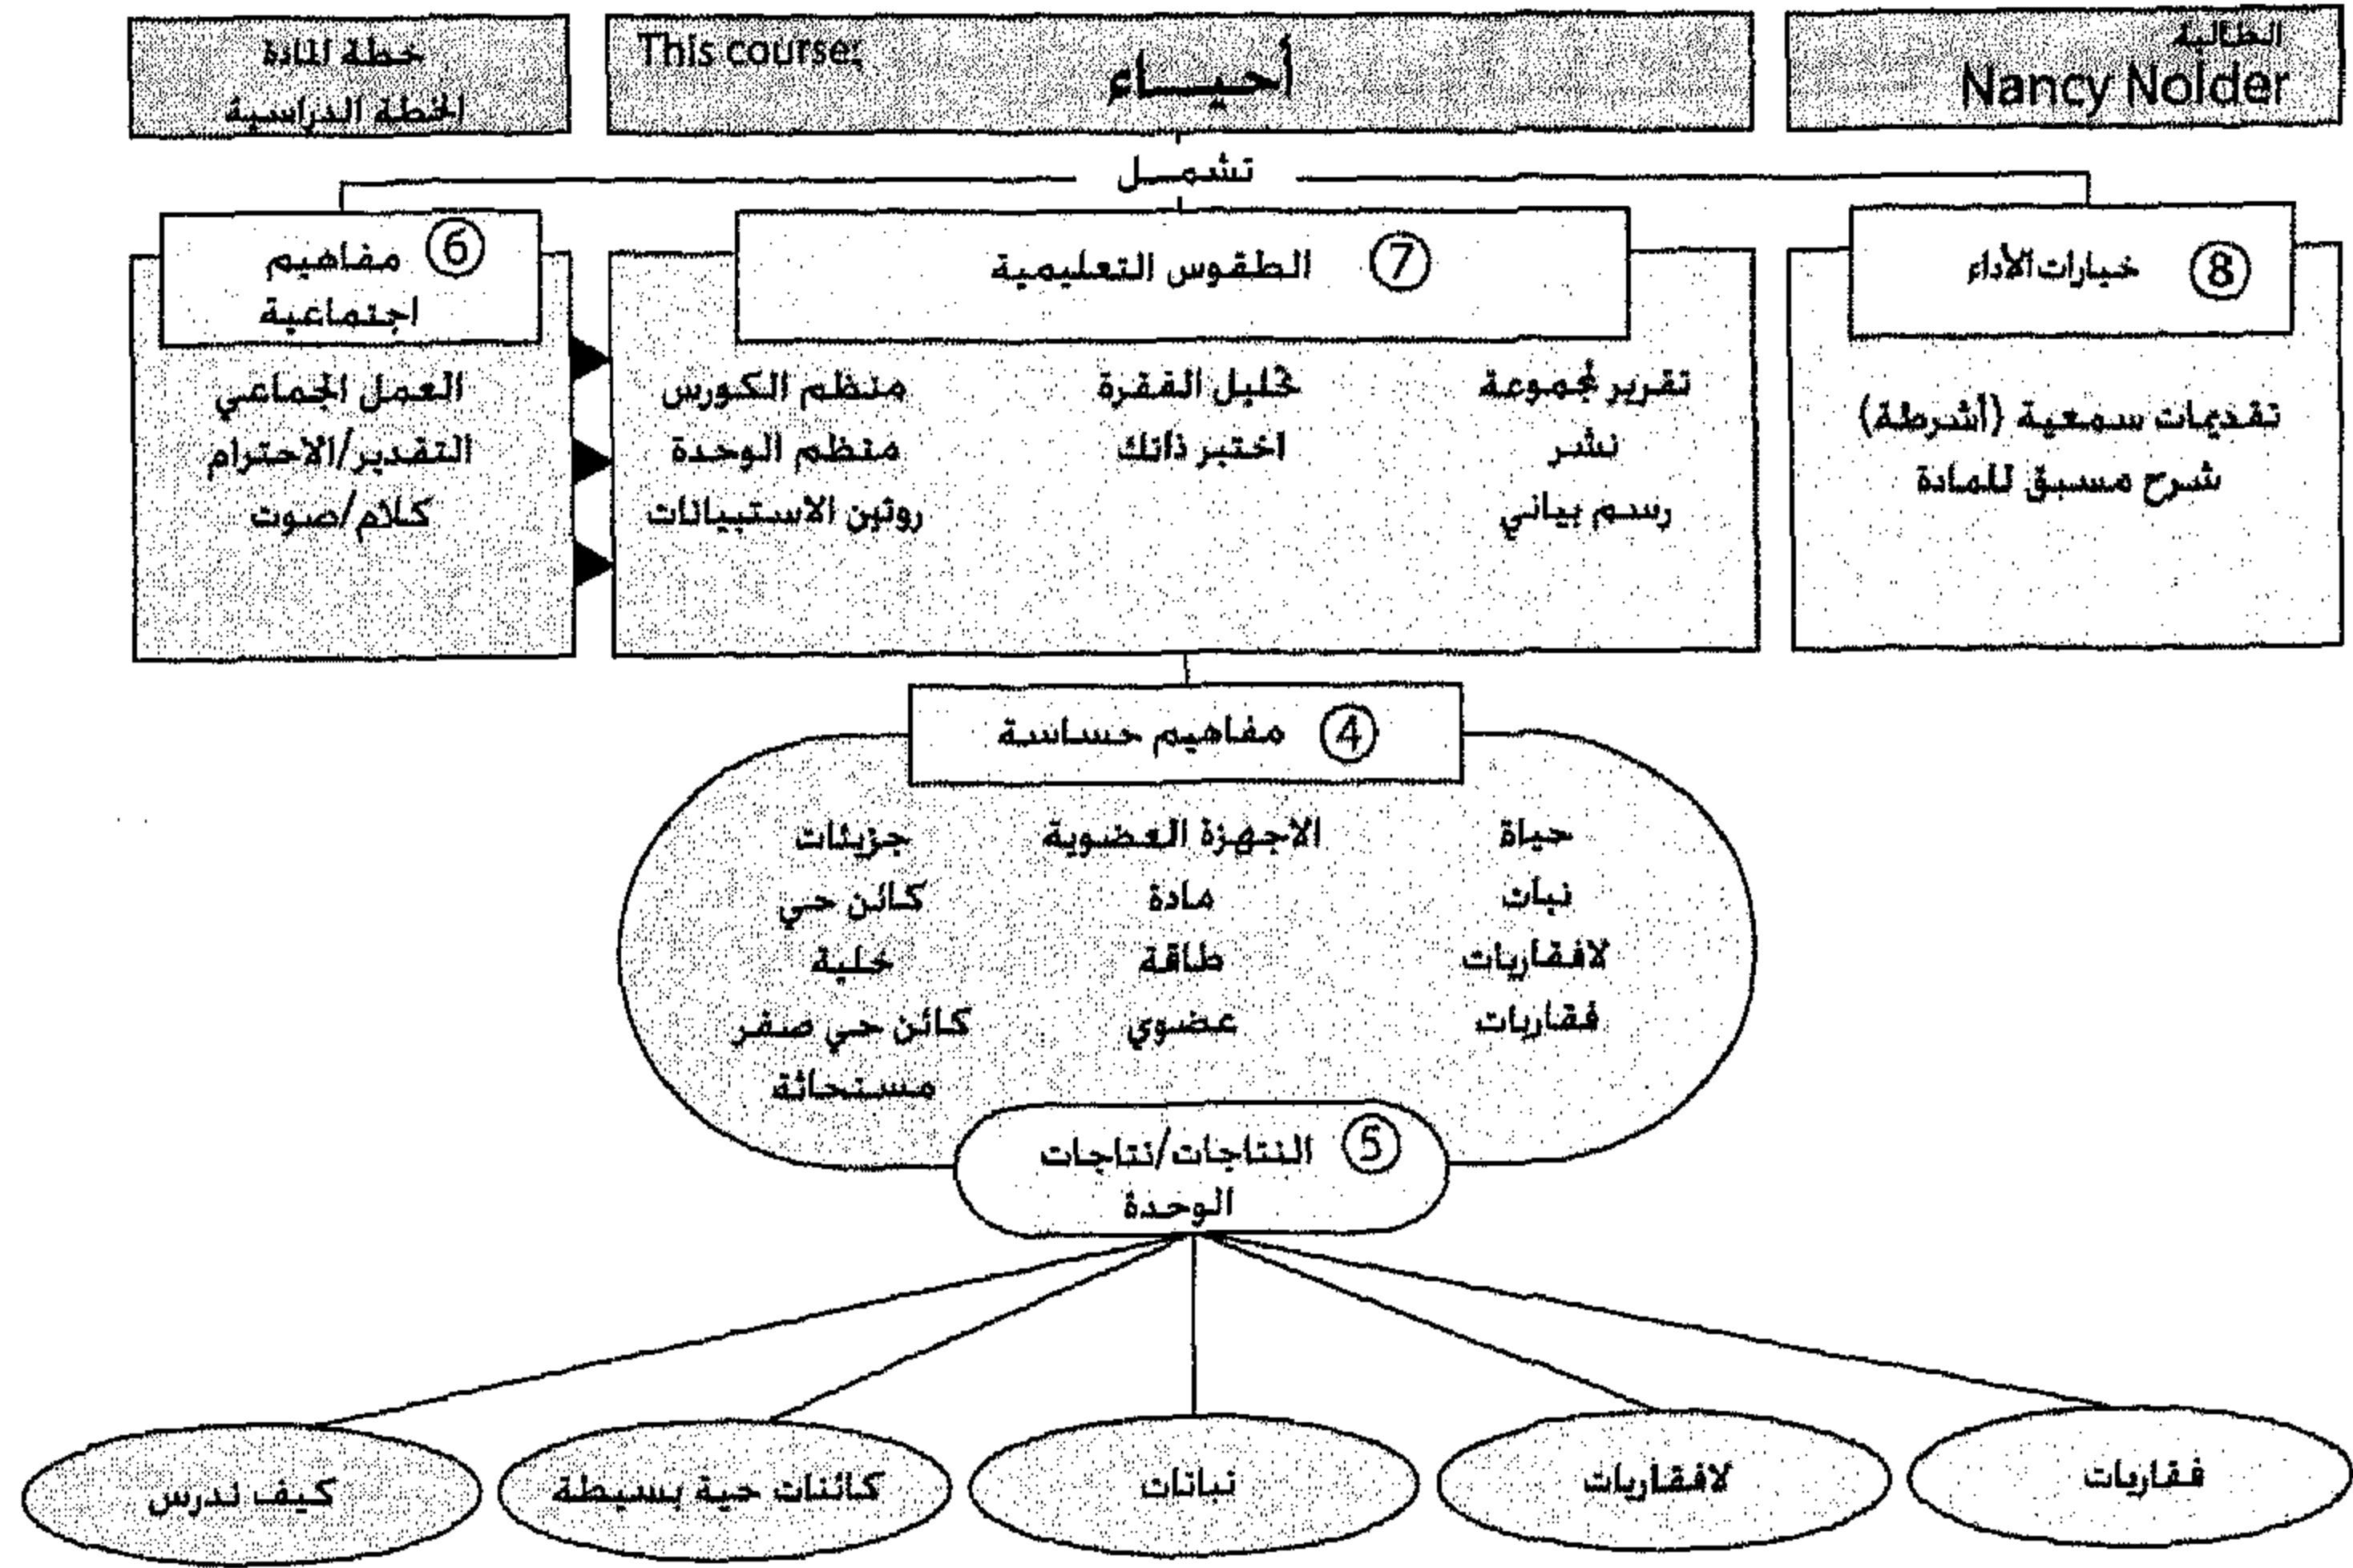 الطالبة
Nancy Nolder
This course:
أحيـــاء
خطة المادة
الخطة الدراسية
تشمـــل
⑧ خيارات الأداء
تقديمات سمعية (أشرطة)
شرح مسبق للمادة
⑦ الطقوس التعليمية
تقرير مجموعة
نشر
رسم بياني
تحليل الفقرة
اختبر ذاتك
منظم الكورس
منظم الوحدة
روتين الاستبيانات
⑥ مفاهيم
اجتماعية
العمل الجماعي
التقدير/الاحترام
كلام/صوت
④ مفاهيم حساسة
حياة
نبات
لافقاريات
فقاريات
الاجهزة العضوية
مادة
طاقة
عضوي
جزيئات
كائن حي
خلية
كائن حي صفر
مستحاثة
⑤ النتاجات/نتاجات
الوحدة
فقاريات
لافقاريات
نباتات
كائنات حية بسيطة
كيف ندرس